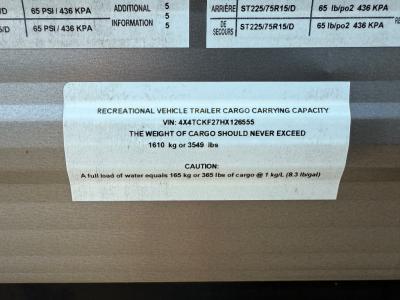 /D 65 PSI / 436 KPA ADDITIONAL 5
INFORMATION 5
5/D 65 PSI / 436 KPA 5
ARRIÈRE ST225/75R15/D 65 lb/po2 436 KPA
DE SECOURS ST225/75R15/D 65 lb/po2 436 KPA
RECREATIONAL VEHICLE TRAILER CARGO CARRYING CAPACITY
VIN: 4X4TCKF27HX126555
THE WEIGHT OF CARGO SHOULD NEVER EXCEED
1610 kg or 3549 lbs
CAUTION:
A full load of water equals 165 kg or 365 lbs of cargo @ 1 kg/L (8.3 lb/gal)